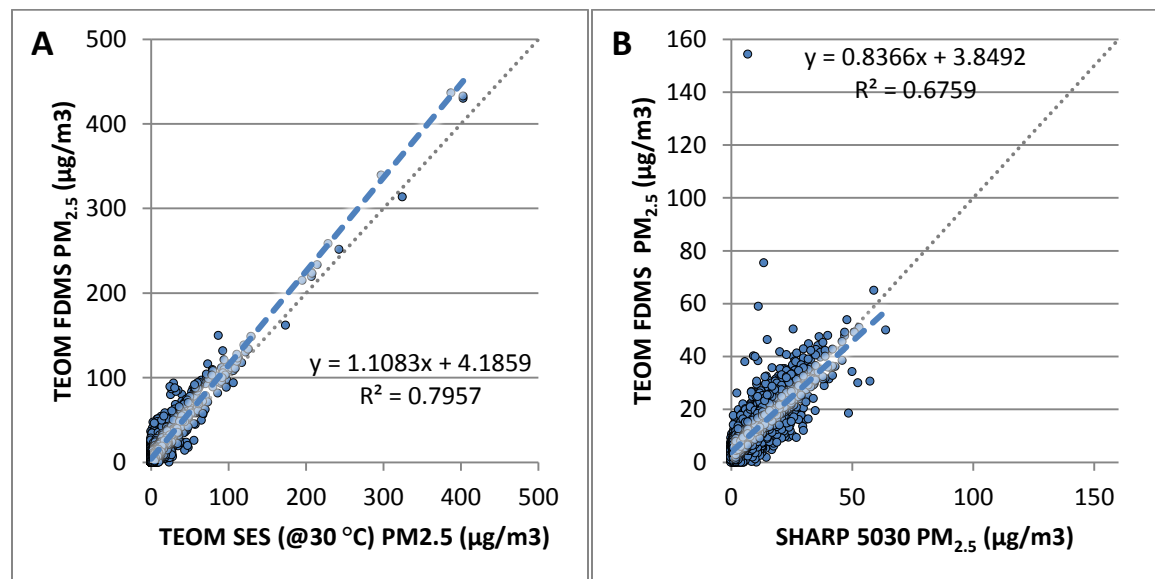 A
TEOM FDMS PM2.5 (µg/m3)
500
400
300
200
100
0
y = 1.1083x + 4.1859
R² = 0.7957
0
100
200
300
400
500
TEOM SES (@30 °C) PM2.5 (µg/m3)
B
TEOM FDMS PM2.5 (µg/m3)
160
140
120
100
80
60
40
20
0
y = 0.8366x + 3.8492
R² = 0.6759
0
50
100
150
SHARP 5030 PM2.5 (µg/m3)